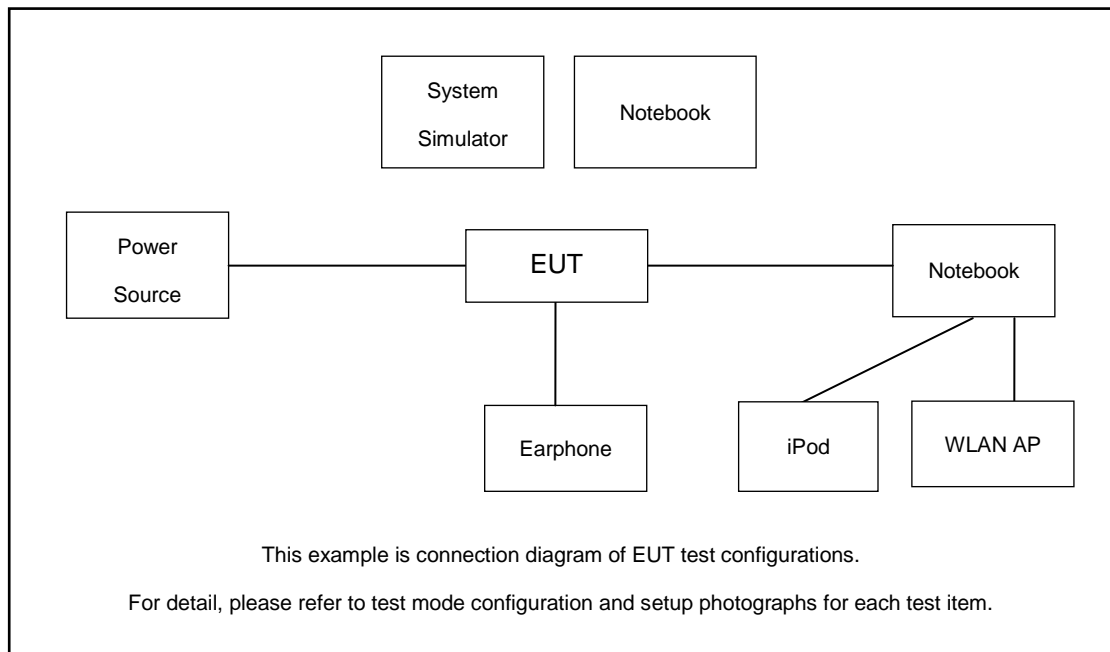 System
Simulator
Notebook
Power
Source
EUT
Notebook
Earphone
iPod
WLAN AP
This example is connection diagram of EUT test configurations.
For detail, please refer to test mode configuration and setup photographs for each test item.